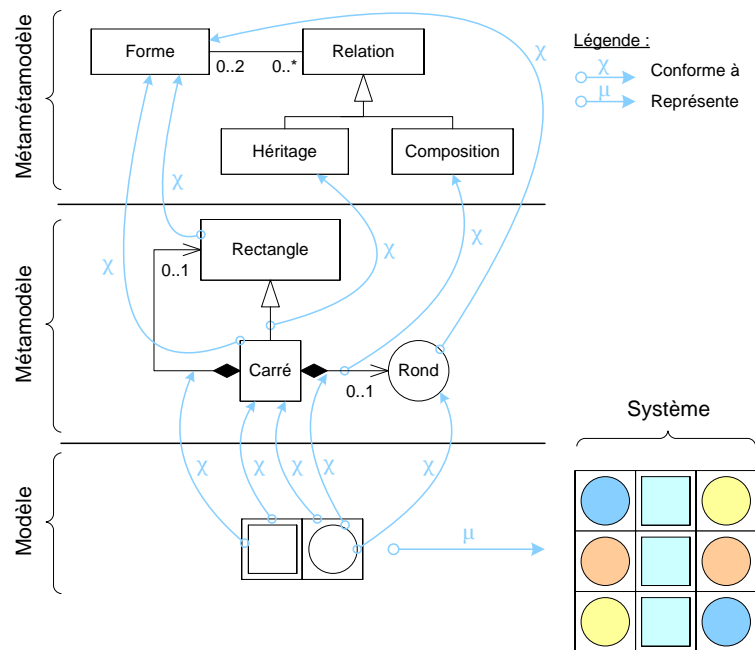 Métamétamodèle
Forme
Relation
0..2
0..*
Héritage
Composition
χ
χ
Légende :
χ
Conforme à
μ
Représente
Métamodèle
Rectangle
0..1
χ
χ
χ
Carré
Rond
0..1
Modèle
χ
χ
χ
χ
χ
μ
Système